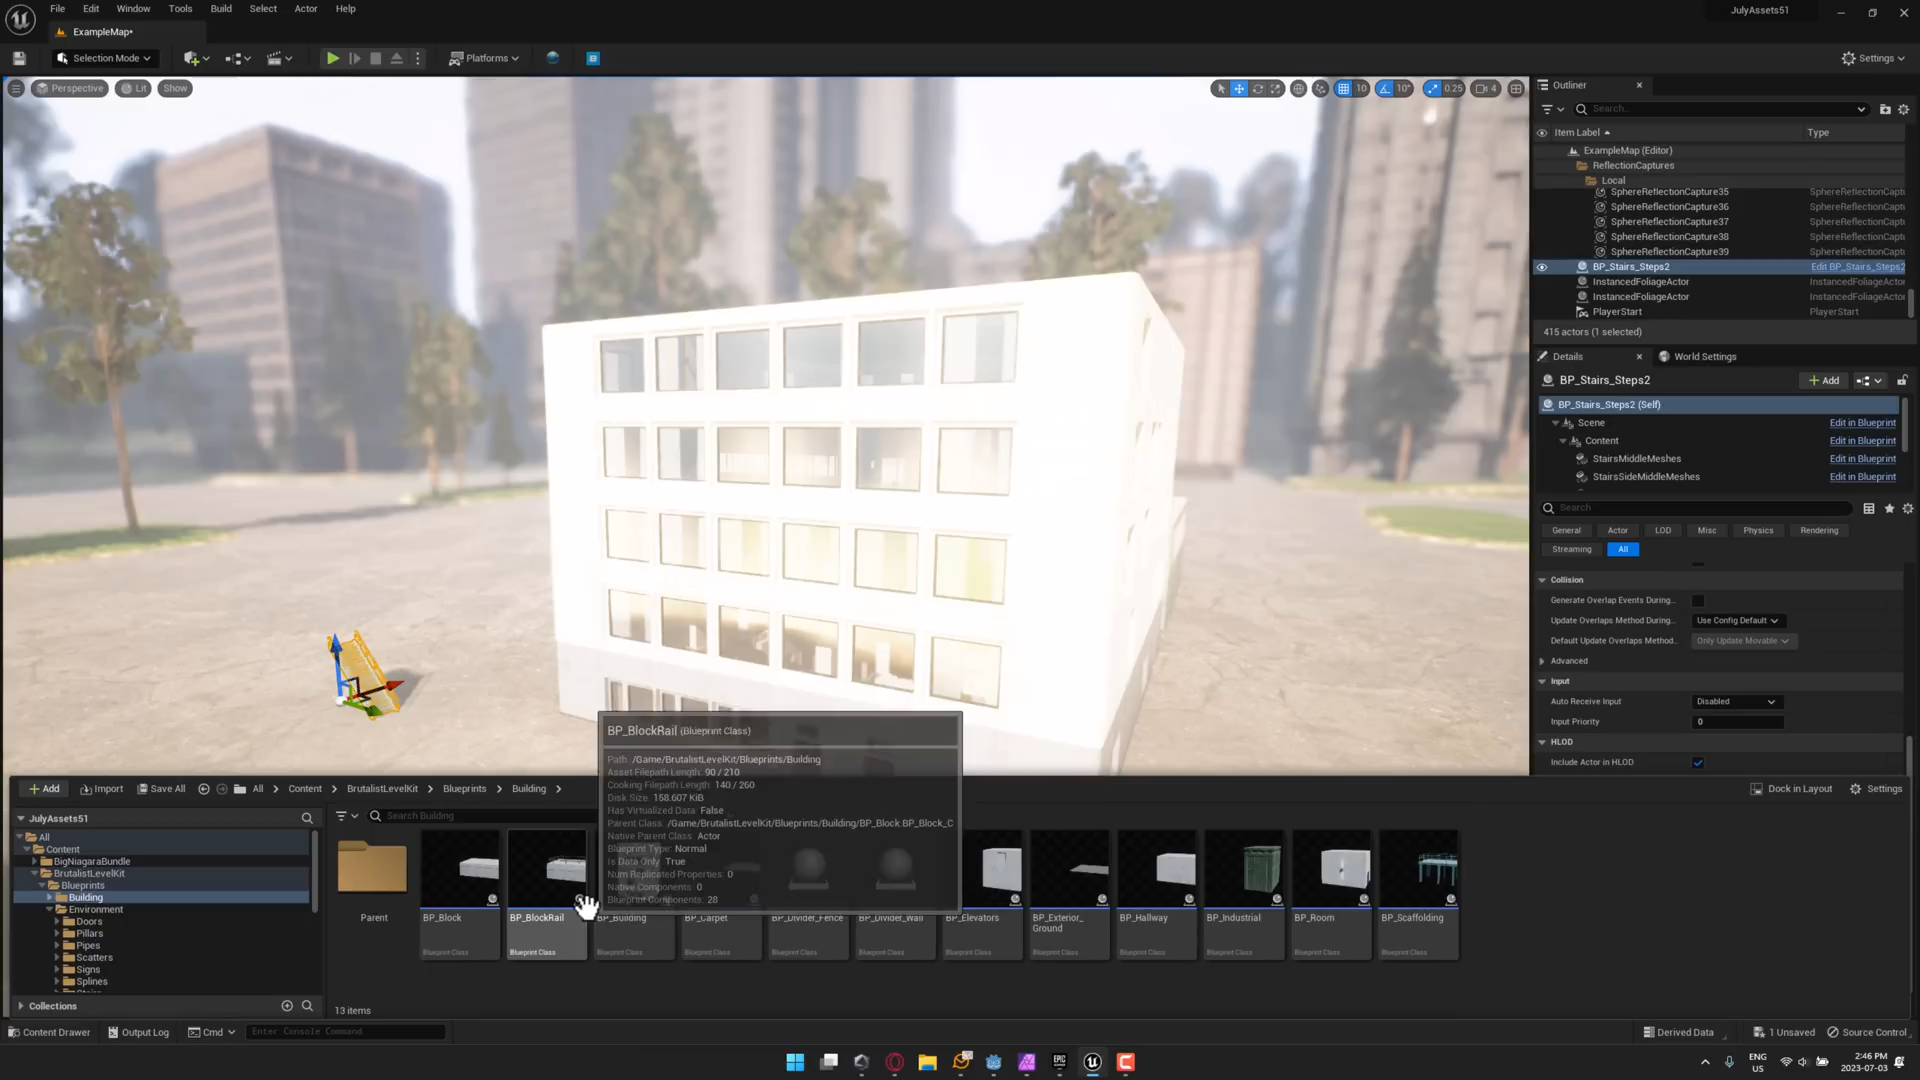 File Edit Window Tools Build Select Actor Help
JulyAssets51
ExampleMap•
Selection Mode
Platforms
Settings
Perspective Lit Show
10 10° 0.25 4
Outliner
Search...
Item Label Type
ExampleMap (Editor)
ReflectionCaptures
Local
SphereReflectionCapture35 SphereReflectionCaptu
SphereReflectionCapture36 SphereReflectionCaptu
SphereReflectionCapture37 SphereReflectionCaptu
SphereReflectionCapture38 SphereReflectionCaptu
SphereReflectionCapture39 SphereReflectionCaptu
BP_Stairs_Steps2 Edit BP_Stairs_Steps2
InstancedFoliageActor InstancedFoliageActor
InstancedFoliageActor InstancedFoliageActor
PlayerStart PlayerStart
415 actors (1 selected)
Details World Settings
BP_Stairs_Steps2
Add
BP_Stairs_Steps2 (Self)
Scene Edit in Blueprint
Content Edit in Blueprint
StairsMiddleMeshes Edit in Blueprint
StairsSideMiddleMeshes Edit in Blueprint
Search
General Actor LOD Misc Physics Rendering
Streaming All
Collision
Generate Overlap Events During...
Update Overlaps Method During... Use Config Default
Default Update Overlaps Method... Only Update Movable
Advanced
Input
Auto Receive Input Disabled
Input Priority 0
HLOD
Include Actor in HLOD
BP_BlockRail (Blueprint Class)
Path /Game/BrutalistLevelKit/Blueprints/Building
Asset Filepath Length: 90 / 210
Cooking Filepath Length: 140 / 260
Disk Size: 158.607 KiB
Has Virtualized Data: False
Parent Class: /Game/BrutalistLevelKit/Blueprints/Building/BP_Block.BP_Block_C
Native Parent Class Actor
Blueprint Type: Normal
Is Data Only True
Num Replicated Properties: 0
Native Components: 0
Blueprint Components: 28
Add Import Save All All Content BrutalistLevelKit Blueprints Building
Dock in Layout Settings
JulyAssets51
Search Building
All
Content
BigNiagaraBundle
BrutalistLevelKit
Blueprints
Building
Environment
Doors
Pillars
Pipes
Scatters
Signs
Splines
Collections
Parent
BP_Block
Blueprint Class
BP_BlockRail
Blueprint Class
BP_Building
Blueprint Class
BP_Carpet
Blueprint Class
BP_Divider_Fence
Blueprint Class
BP_Divider_Wall
Blueprint Class
BP_Elevators
Blueprint Class
BP_Exterior_
Ground
Blueprint Class
BP_Hallway
Blueprint Class
BP_Industrial
Blueprint Class
BP_Room
Blueprint Class
BP_Scaffolding
Blueprint Class
13 items
Content Drawer Output Log Cmd Enter Console Command
Derived Data 1 Unsaved Source Control
ENG
US
2:46 PM
2023-07-03